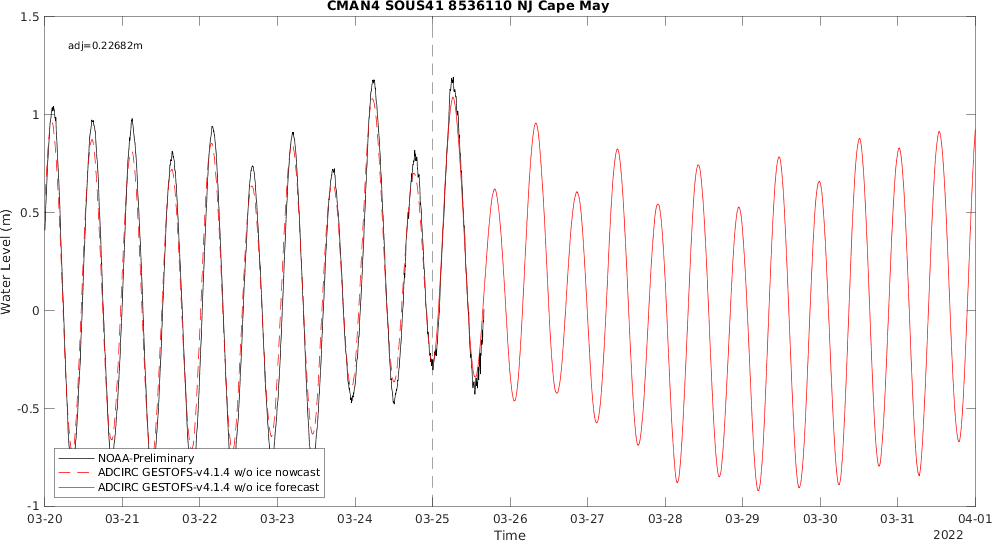 CMAN4 SOUS41 8536110 NJ Cape May
adj=0.22682m
1.5
1
0.5
0
-0.5
-1
Water Level (m)
NOAA-Preliminary
ADCIRC GESTOFS-v4.1.4 w/o ice nowcast
ADCIRC GESTOFS-v4.1.4 w/o ice forecast
03-20 03-21 03-22 03-23 03-24 03-25 03-26 03-27 03-28 03-29 03-30 03-31 04-01
Time
2022